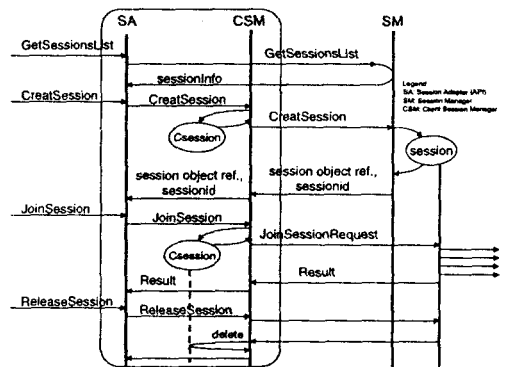 SA CSM SM
GetSessionsList
GetSessionsList
sessionInfo
Legend
SA: Session Adapter (API)
SM: Session Manager
CSM: Client Session Manager
CreatSession
CreatSession
Csession
CreatSession
session
session object ref.,
sessionid
session object ref.,
sessionid
JoinSession
JoinSession
Csession
JoinSessionRequest
Result
Result
ReleaseSession
ReleaseSession
delete